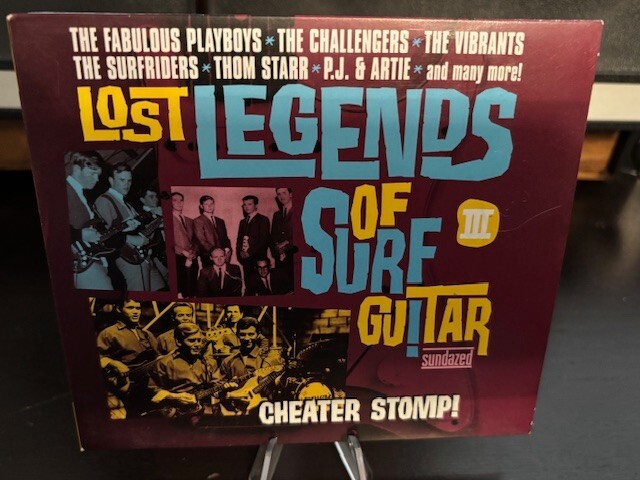 THE FABULOUS PLAYBOYS * THE CHALLENGERS * THE VIBRANTS
THE SURFRIDERS * THOM STARR * P.J. & ARTIE * and many more!
LOST LEGENDS
OF
SURF
III
GUITAR
sundazed
CHEATER STOMP!